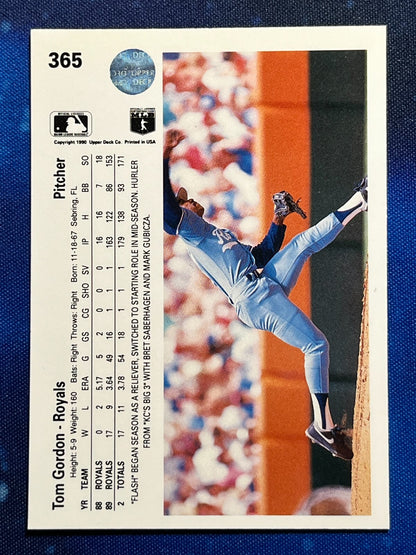 365
Copyright 1990 Upper Deck Co. Printed in USA
Tom Gordon - Royals Pitcher
Height: 5-9 Weight: 160 Bats: Right Throws: Right Born: 11-18-67 Sebring, FL
YR TEAM W L ERA G GS CG SHO SV IP H BB SO
88 ROYALS 0 2 5.17 5 2 0 0 0 16 16 7 18
89 ROYALS 17 9 3.64 49 16 1 1 1 163 122 86 153
2 TOTALS 17 11 3.78 54 18 1 1 1 179 138 93 171
"FLASH" BEGAN SEASON AS A RELIEVER, SWITCHED TO STARTING ROLE IN MID-SEASON. HURLER
FROM "KC'S BIG 3" WITH BRET SABERHAGEN AND MARK GUBICZA.